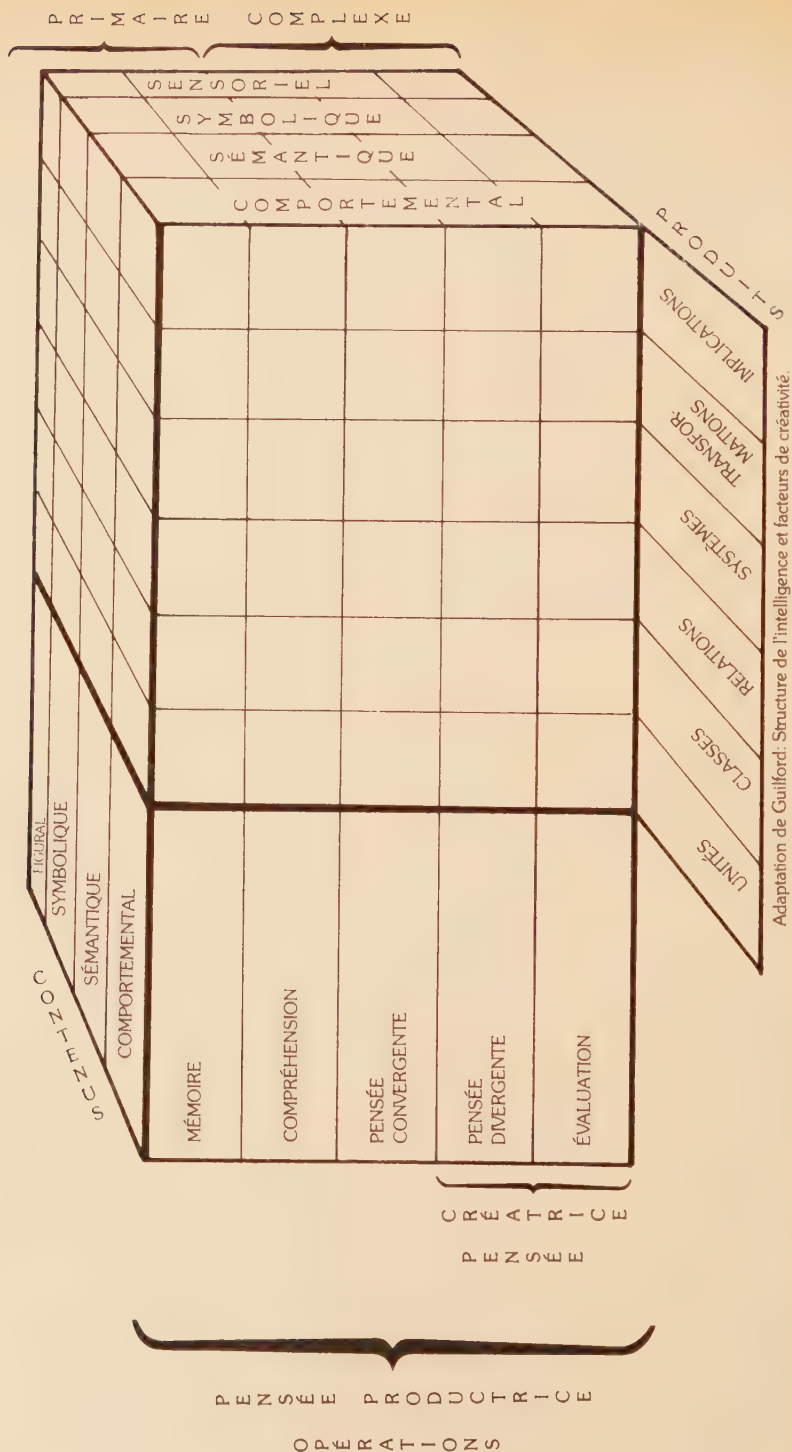 PRIMAIRE
COMPLEXE
SENSORIEL
SYMBOLIQUE
SÉMANTIQUE
COMPORTEMENTAL
CONTENUS
FIGURAL
SYMBOLIQUE
SÉMANTIQUE
COMPORTEMENTAL
MÉMOIRE
COMPRÉHENSION
PENSÉE
CONVERGENTE
PENSÉE
DIVERGENTE
ÉVALUATION
PENSÉE
CRÉATRICE
OPÉRATIONS
PENSÉE PRODUCTRICE
PRODUITS
UNITÉS
CLASSES
RELATIONS
SYSTÈMES
TRANSFOR-
MATIONS
IMPLICATIONS
Adaptation de Guilford: Structure de l'intelligence et facteurs de créativité.